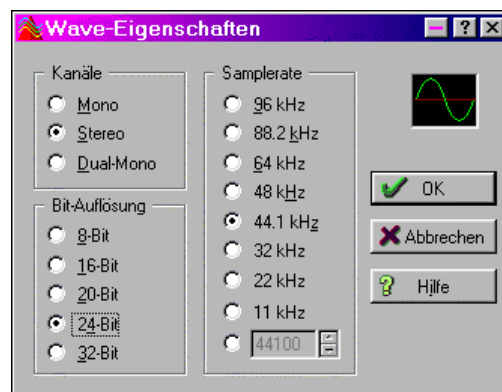 Wave-Eigenschaften
Kanäle
Mono
Stereo
Dual-Mono
Bit-Auflösung
8-Bit
16-Bit
20-Bit
24-Bit
32-Bit
Samplerate
96 kHz
88.2 kHz
64 kHz
48 kHz
44.1 kHz
32 kHz
22 kHz
11 kHz
44100
OK
Abbrechen
Hilfe